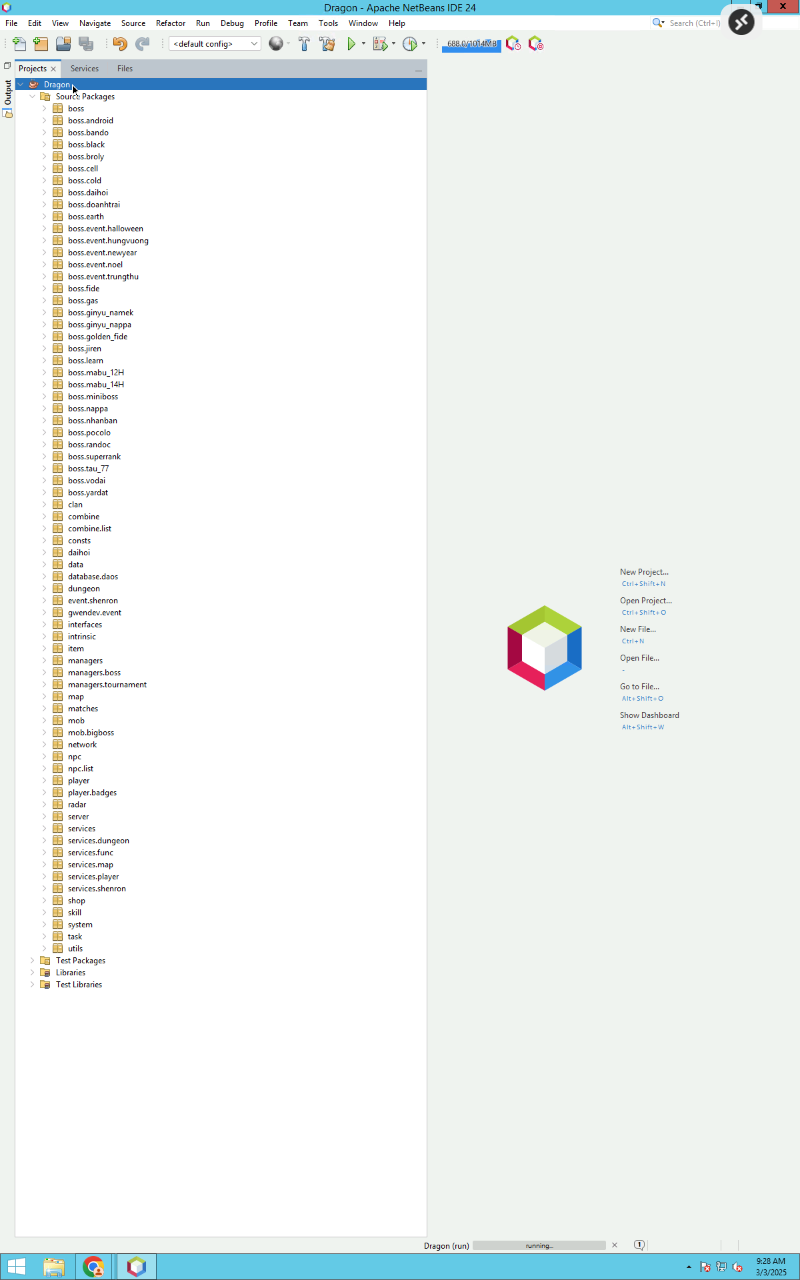 Dragon - Apache NetBeans IDE 24
File Edit View Navigate Source Refactor Run Debug Profile Team Tools Window Help
Search (Ctrl+I)
<default config>
Projects Services Files
Output
Dragon
Source Packages
boss
boss.android
boss.bando
boss.black
boss.broly
boss.cell
boss.cold
boss.daihoi
boss.doanhtrai
boss.earth
boss.event.halloween
boss.event.hungvuong
boss.event.newyear
boss.event.noel
boss.event.trungthu
boss.fide
boss.gas
boss.ginyu_namek
boss.ginyu_nappa
boss.golden_fide
boss.jiren
boss.learn
boss.mabu_12H
boss.mabu_14H
boss.miniboss
boss.nappa
boss.nhanban
boss.pocolo
boss.randoc
boss.superrank
boss.tau_77
boss.vodai
boss.yardat
clan
combine
combine.list
consts
daihoi
data
database.daos
dungeon
event.shenron
gwendev.event
interfaces
intrinsic
item
managers
managers.boss
managers.tournament
map
matches
mob
mob.bigboss
network
npc
npc.list
player
player.badges
radar
server
services
services.dungeon
services.func
services.map
services.player
services.shenron
shop
skill
system
task
utils
Test Packages
Libraries
Test Libraries
New Project...
Ctrl+Shift+N
Open Project...
Ctrl+Shift+O
New File...
Ctrl+N
Open File...
-
Go to File...
Alt+Shift+O
Show Dashboard
Alt+Shift+W
Dragon (run) running... 1
9:28 AM
3/3/2025